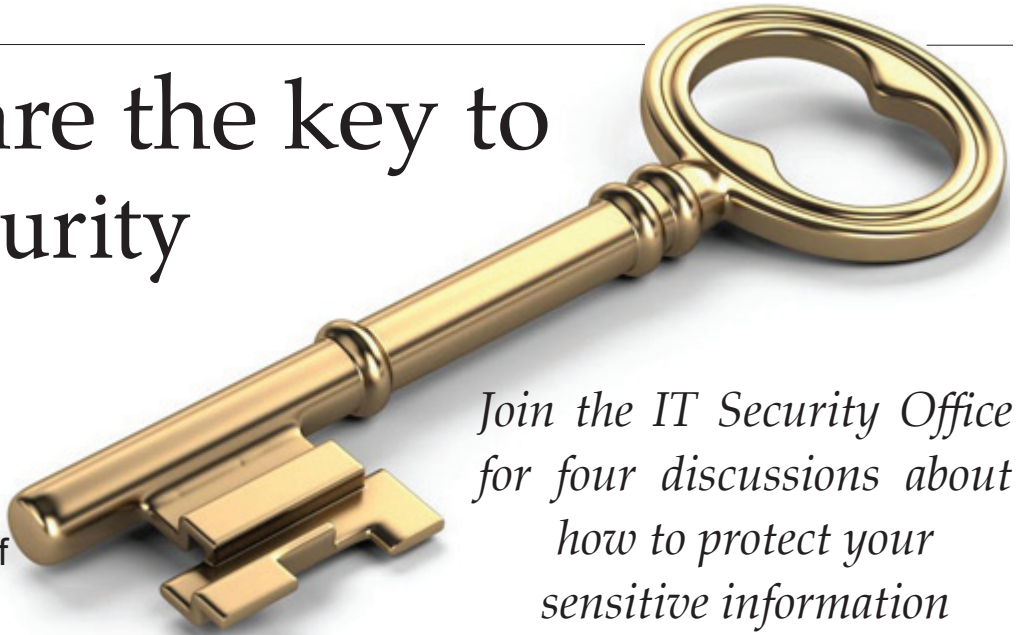 are the key to
urity
f
Join the IT Security Office
for four discussions about
how to protect your
sensitive information